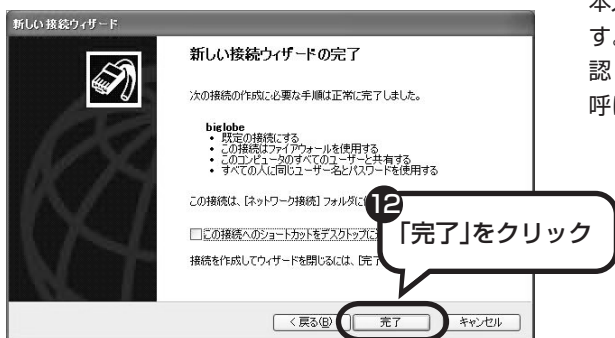 新しい接続ウィザード
新しい接続ウィザードの完了
次の接続の作成に必要な手順は正常に完了しました。
biglobe
• 既定の接続にする
• この接続はファイアウォールを使用する
• このコンピュータのすべてのユーザーと共有する
• すべての人に同じユーザー名とパスワードを使用する
この接続は、[ネットワーク接続] フォルダに
この接続へのショートカットをデスクトップに
接続を作成してウィザードを閉じるには、[完了
12
「完了」をクリック
< 戻る(B)
完了
キャンセル
す。
認
呼